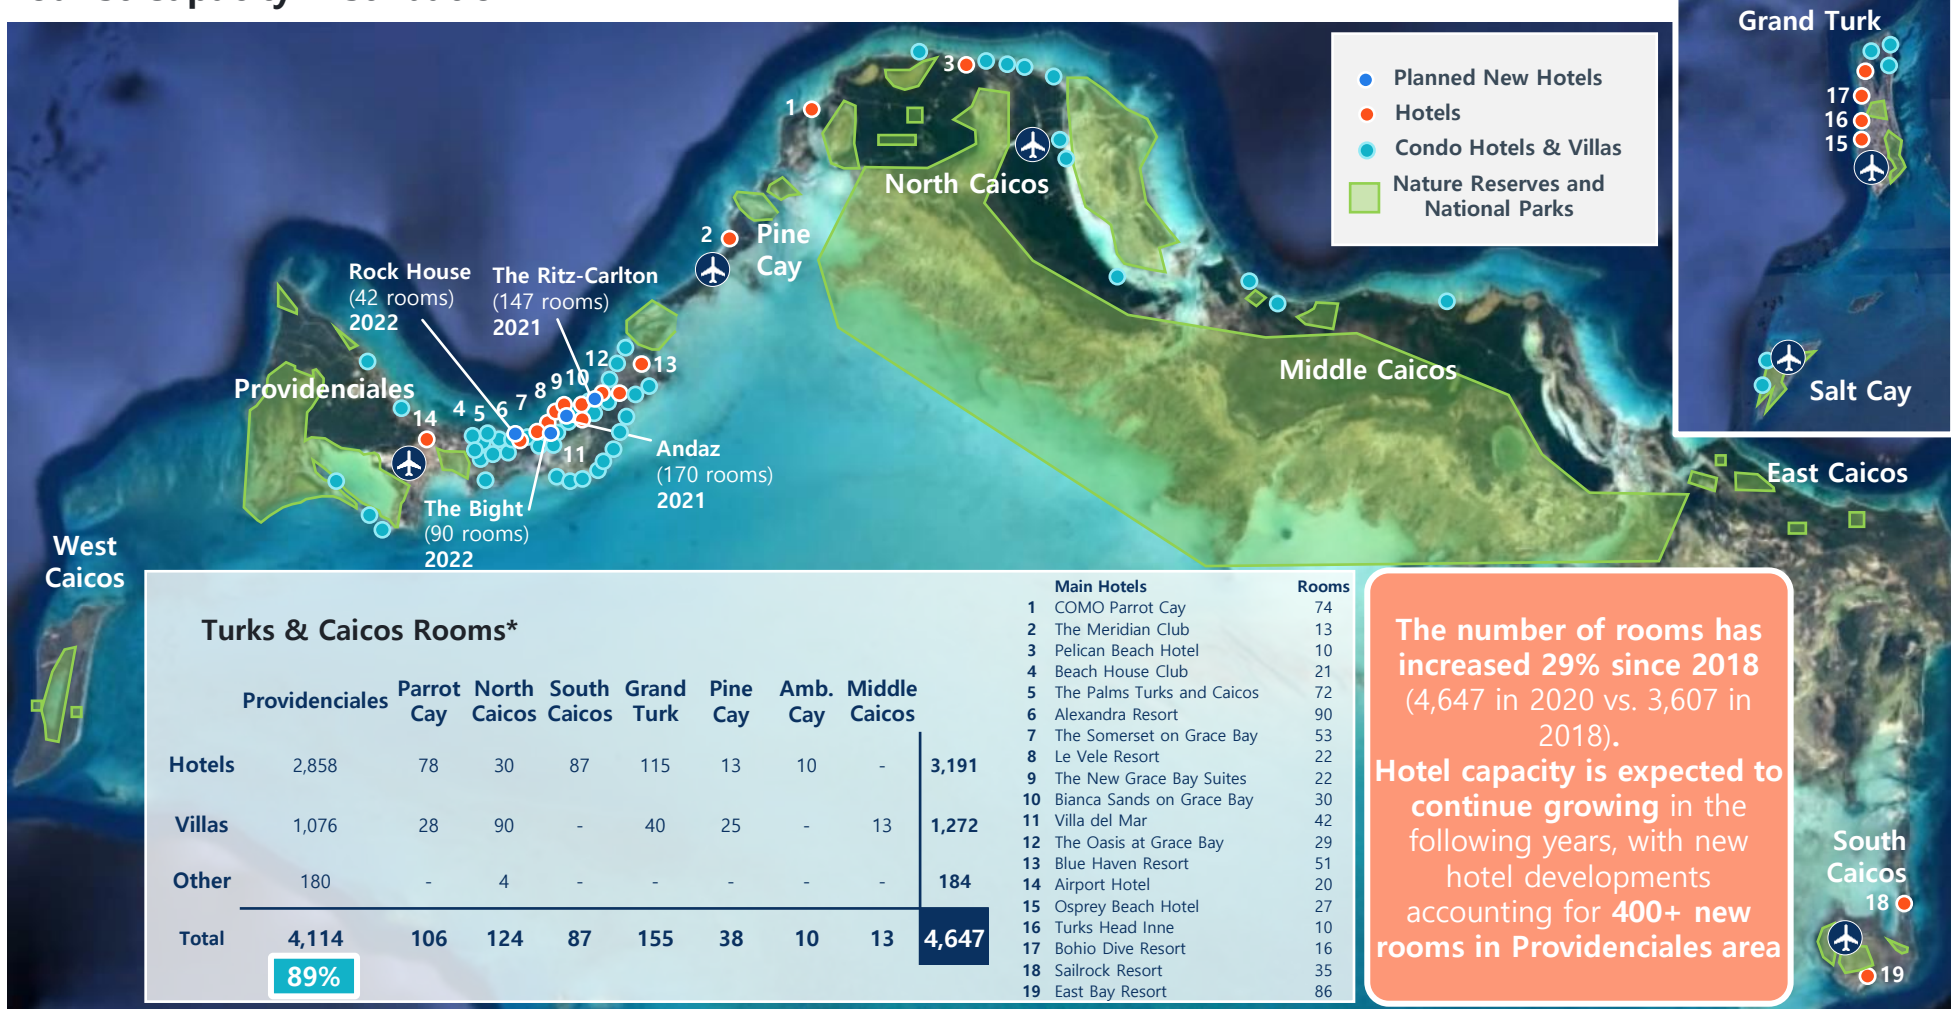 Grand Turk
17
16
15
Salt Cay
Planned New Hotels
Hotels
Condo Hotels & Villas
Nature Reserves and
National Parks
3
1
North Caicos
2
Pine
Cay
Rock House
(42 rooms)
2022
The Ritz-Carlton
(147 rooms)
2021
12
13
Providenciales
4
5
6
7
8
9
10
14
11
Andaz
(170 rooms)
2021
The Bight
(90 rooms)
2022
Middle Caicos
East Caicos
West
Caicos
South
Caicos
18
19
Turks & Caicos Rooms*
Providenciales Parrot Cay North Caicos South Caicos Grand Turk Pine Cay Amb. Cay Middle Caicos
Hotels 2,858 78 30 87 115 13 10 - 3,191
Villas 1,076 28 90 - 40 25 - 13 1,272
Other 180 - 4 - - - - - 184
Total 4,114 106 124 87 155 38 10 13 4,647
89%
Main Hotels Rooms
1 COMO Parrot Cay 74
2 The Meridian Club 13
3 Pelican Beach Hotel 10
4 Beach House Club 21
5 The Palms Turks and Caicos 72
6 Alexandra Resort 90
7 The Somerset on Grace Bay 53
8 Le Vele Resort 22
9 The New Grace Bay Suites 22
10 Bianca Sands on Grace Bay 30
11 Villa del Mar 42
12 The Oasis at Grace Bay 29
13 Blue Haven Resort 51
14 Airport Hotel 20
15 Osprey Beach Hotel 27
16 Turks Head Inne 10
17 Bohio Dive Resort 16
18 Sailrock Resort 35
19 East Bay Resort 86
The number of rooms has
increased 29% since 2018
(4,647 in 2020 vs. 3,607 in
2018).
Hotel capacity is expected to
continue growing in the
following years, with new
hotel developments
accounting for 400+ new
rooms in Providenciales area